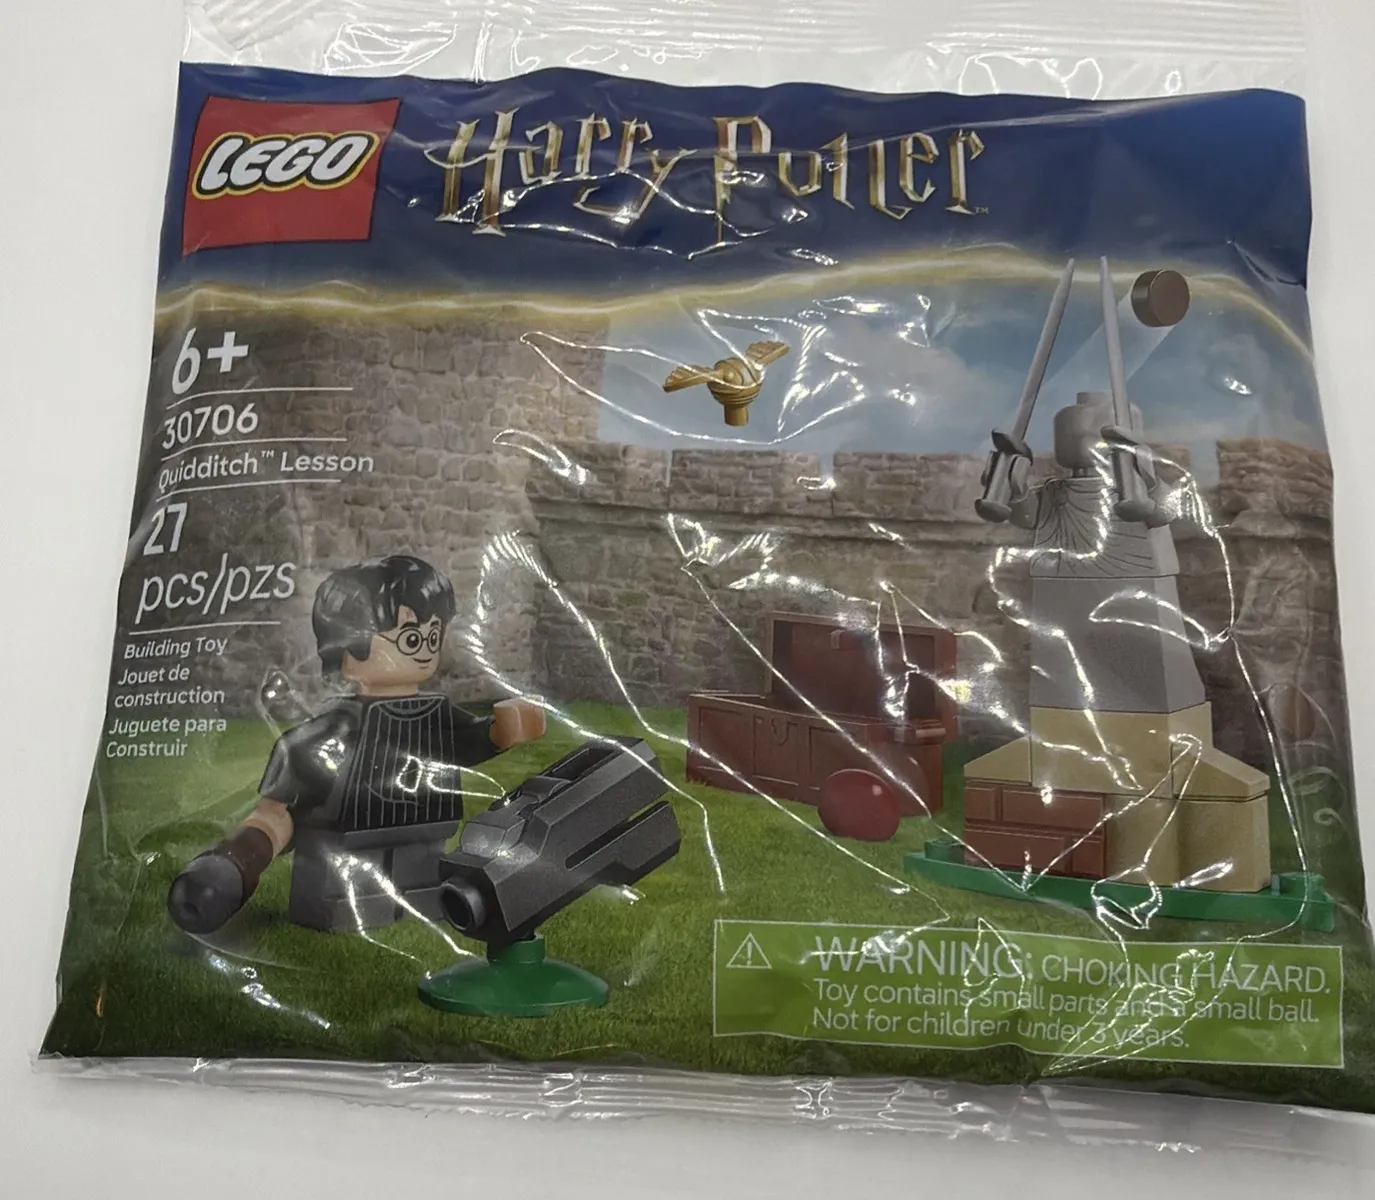 LEGO
Harry Potter™
6+
30706
Quidditch™ Lesson
27
pcs/pzs
Building Toy
Jouet de
construction
Juguete para
Construir
WARNING: CHOKING HAZARD.
Toy contains small parts and a small ball.
Not for children under 3 years.